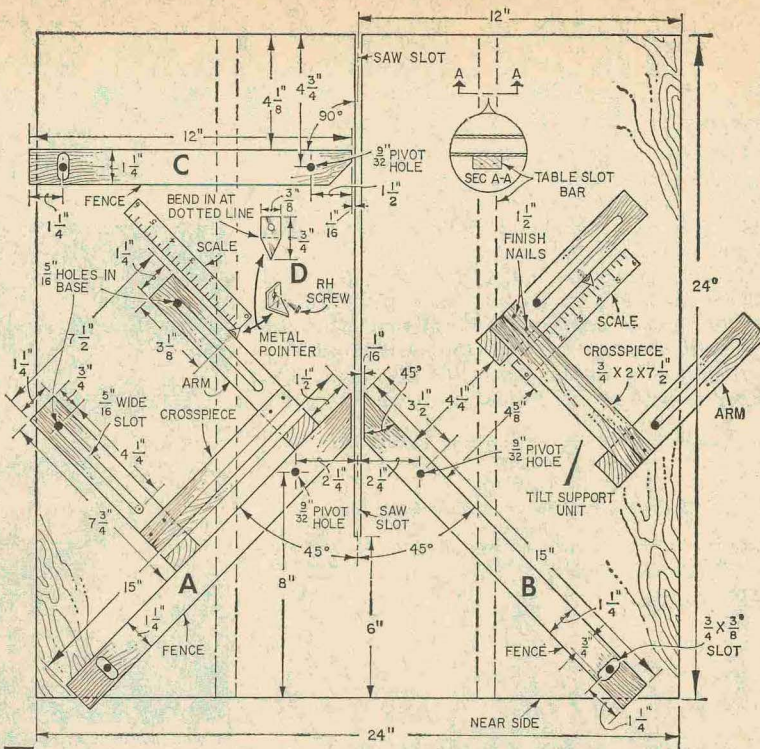 12"
SAW SLOT
4 1/8"
4 3/4"
A A
90°
12"
C
1 1/4"
9/32" PIVOT
HOLE
SEC A-A
TABLE SLOT
BAR
FENCE
BEND IN AT
DOTTED LINE
3/8"
1 1/2"
1 1/4"
1/16"
3/4"
D
1 1/2"
FINISH
NAILS
SCALE
1 1/4"
5/16" HOLES IN
BASE
RH
SCREW
24"
SCALE
7 1/2"
3 1/8"
METAL
POINTER
1/16"
CROSSPIECE
3/4 X 2 X 7 1/2"
1 1/4"
3/4"
ARM
1 1/2"
45°
3 1/2"
4 1/4"
4 5/8"
ARM
5/16" WIDE
SLOT
CROSSPIECE
4 1/4"
9/32" PIVOT
HOLE
2 1/4"
2 1/4"
TILT SUPPORT
UNIT
9/32" PIVOT
HOLE
SAW
SLOT
7 3/4"
45°
45°
15"
A
8"
15"
B
6"
1 1/4"
1 1/4"
FENCE
FENCE
3/4"
3/4 X 3/8"
SLOT
NEAR SIDE
1 1/4"
24"